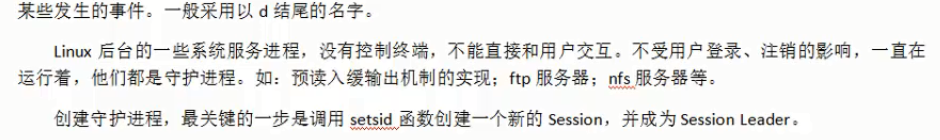 某些发生的事件。一般采用以 d 结尾的名字。
Linux 后台的一些系统服务进程，没有控制终端，不能直接和用户交互。不受用户登录、注销的影响，一直在
运行着，他们都是守护进程。如：预读入缓输出机制的实现；ftp 服务器；nfs 服务器等。
创建守护进程，最关键的一步是调用 setsid 函数创建一个新的 Session，并成为 Session Leader。